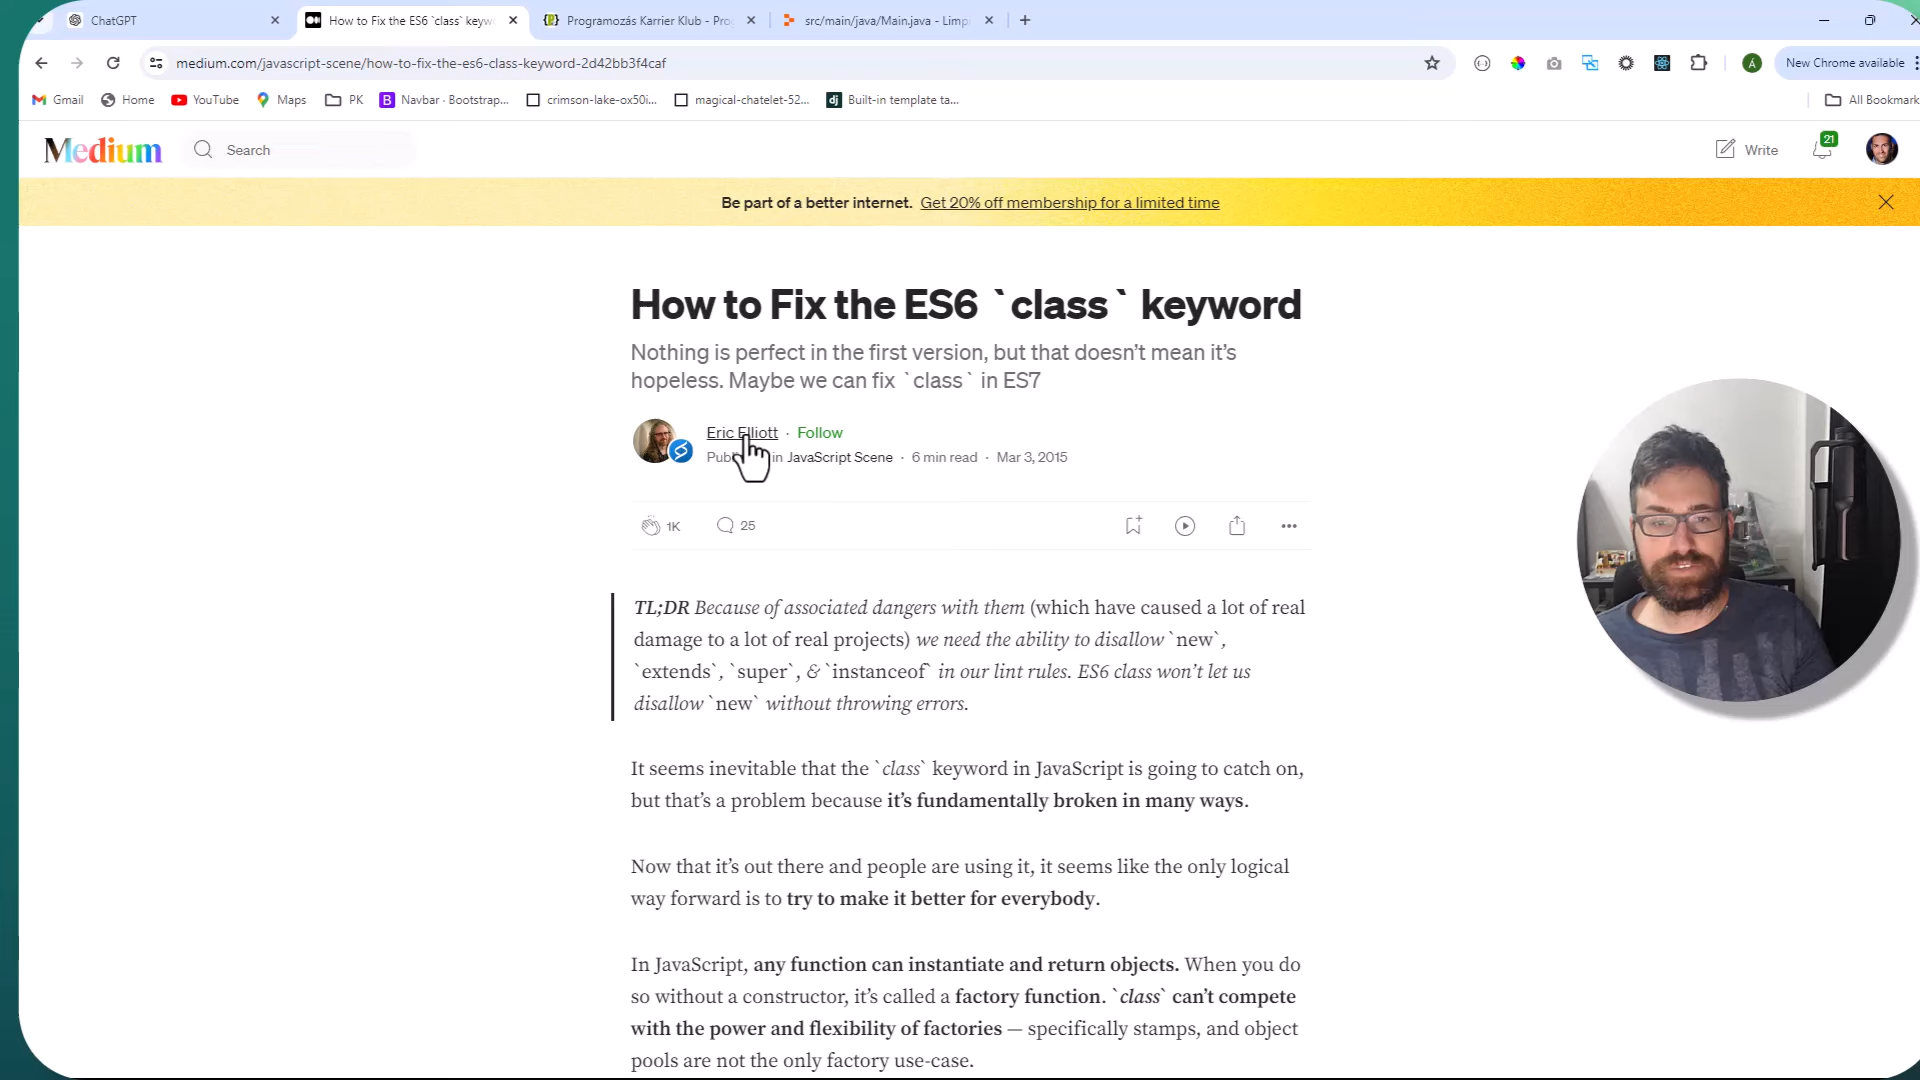 ChatGPT
How to Fix the ES6 `class` keyw
Programozás Karrier Klub - Pro
src/main/java/Main.java - Limp
medium.com/javascript-scene/how-to-fix-the-es6-class-keyword-2d42bb3f4caf
New Chrome available
Gmail
Home
YouTube
Maps
PK
Navbar · Bootstrap...
crimson-lake-ox50i...
magical-chatelet-52...
Built-in template ta...
All Bookmark
Medium
Search
Write
21
Be part of a better internet. Get 20% off membership for a limited time
How to Fix the ES6 `class` keyword
Nothing is perfect in the first version, but that doesn’t mean it’s
hopeless. Maybe we can fix `class` in ES7
Eric Elliott · Follow
in JavaScript Scene · 6 min read · Mar 3, 2015
1K
25
TL;DR Because of associated dangers with them (which have caused a lot of real
damage to a lot of real projects) we need the ability to disallow `new`,
`extends`, `super`, & `instanceof` in our lint rules. ES6 class won’t let us
disallow `new` without throwing errors.
It seems inevitable that the `class` keyword in JavaScript is going to catch on,
but that’s a problem because it’s fundamentally broken in many ways.
Now that it’s out there and people are using it, it seems like the only logical
way forward is to try to make it better for everybody.
In JavaScript, any function can instantiate and return objects. When you do
so without a constructor, it’s called a factory function. `class` can’t compete
with the power and flexibility of factories — specifically stamps, and object
pools are not the only factory use-case.